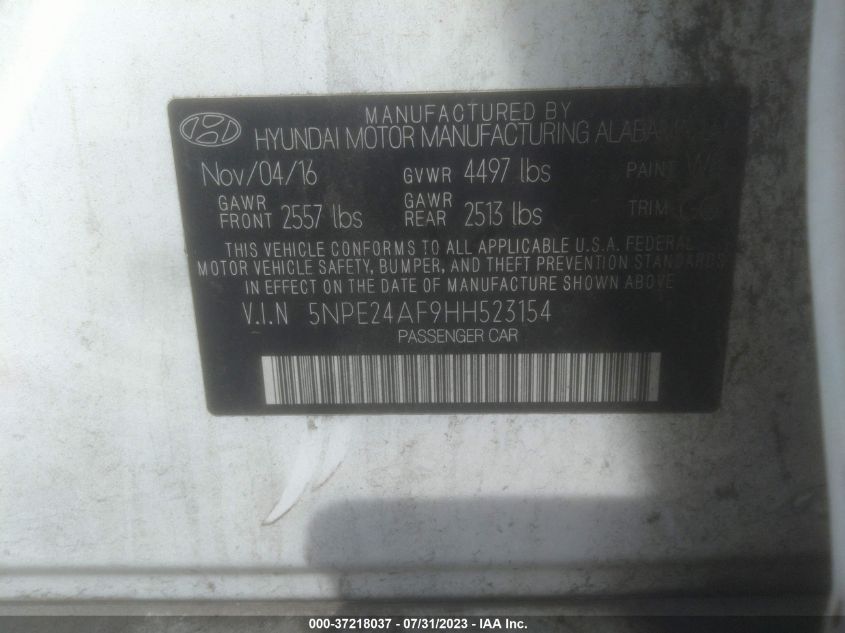 MANUFACTURED BY
HYUNDAI MOTOR MANUFACTURING
Nov/04/16 GVWR 4497 lbs PAINT
GAWR FRONT 2557 lbs GAWR REAR 2513 lbs TRIM
THIS VEHICLE CONFORMS TO ALL APPLICABLE U.S.A. FEDERAL
MOTOR VEHICLE SAFETY, BUMPER, AND THEFT PREVENTION STANDARDS
IN EFFECT ON THE DATE OF MANUFACTURE SHOWN ABOVE
V.I.N 5NPE24AF9HH523154
PASSENGER CAR
000-37218037 - 07/31/2023 - IAA Inc.